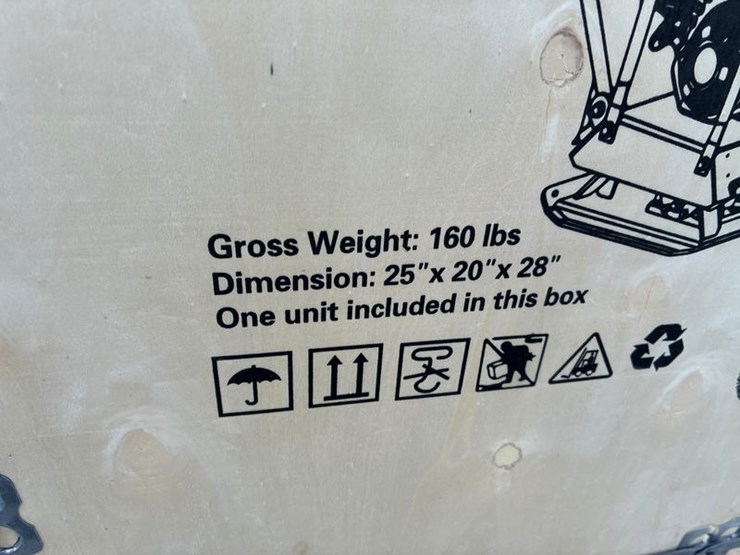 Gross Weight: 160 lbs
Dimension: 25"x 20"x 28"
One unit included in this box